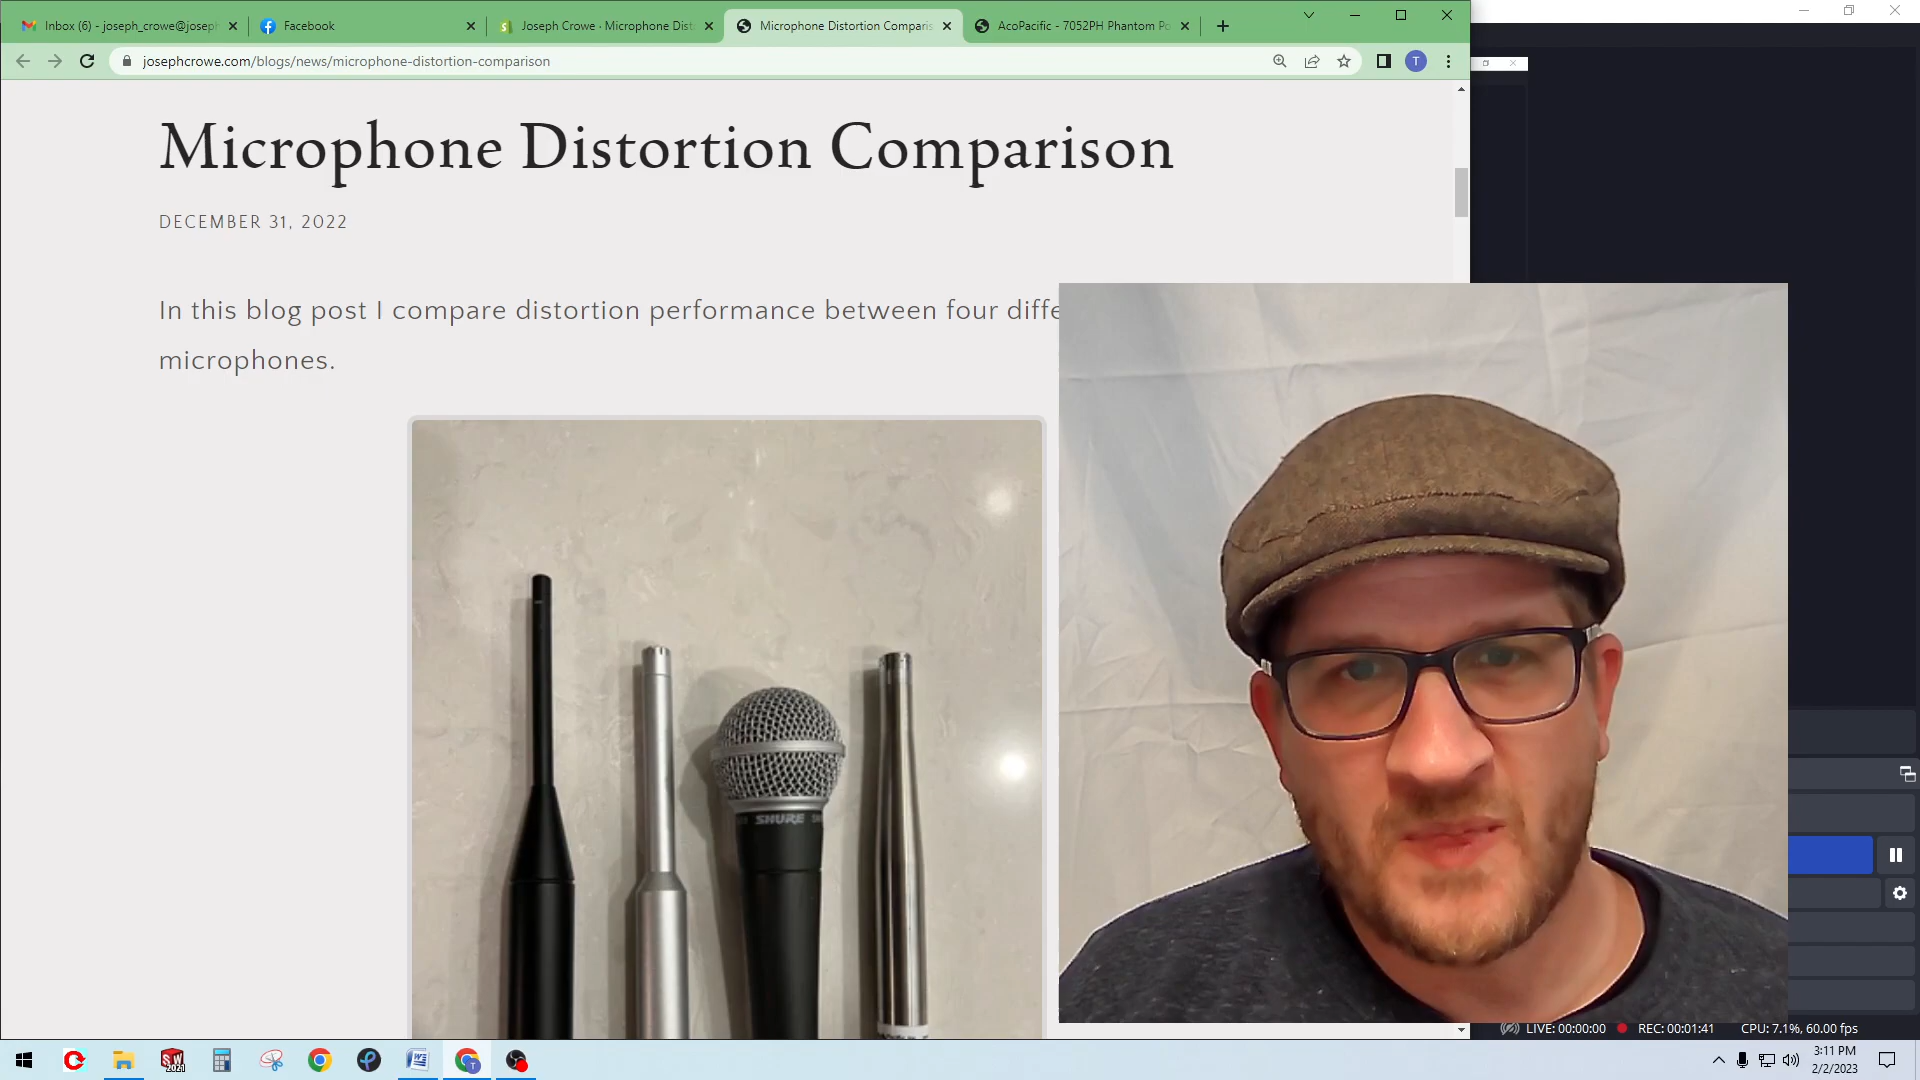 Inbox (6) - joseph_crowe@joseph
Facebook
Joseph Crowe · Microphone Dist
Microphone Distortion Comparis
AcoPacific - 7052PH Phantom Po
josephcrowe.com/blogs/news/microphone-distortion-comparison
T
Microphone Distortion Comparison
DECEMBER 31, 2022
In this blog post I compare distortion performance between four diffe
microphones.
SHURE
LIVE: 00:00:00
REC: 00:01:41
CPU: 7.1%, 60.00 fps
SW
2021
T
3:11 PM
2/2/2023